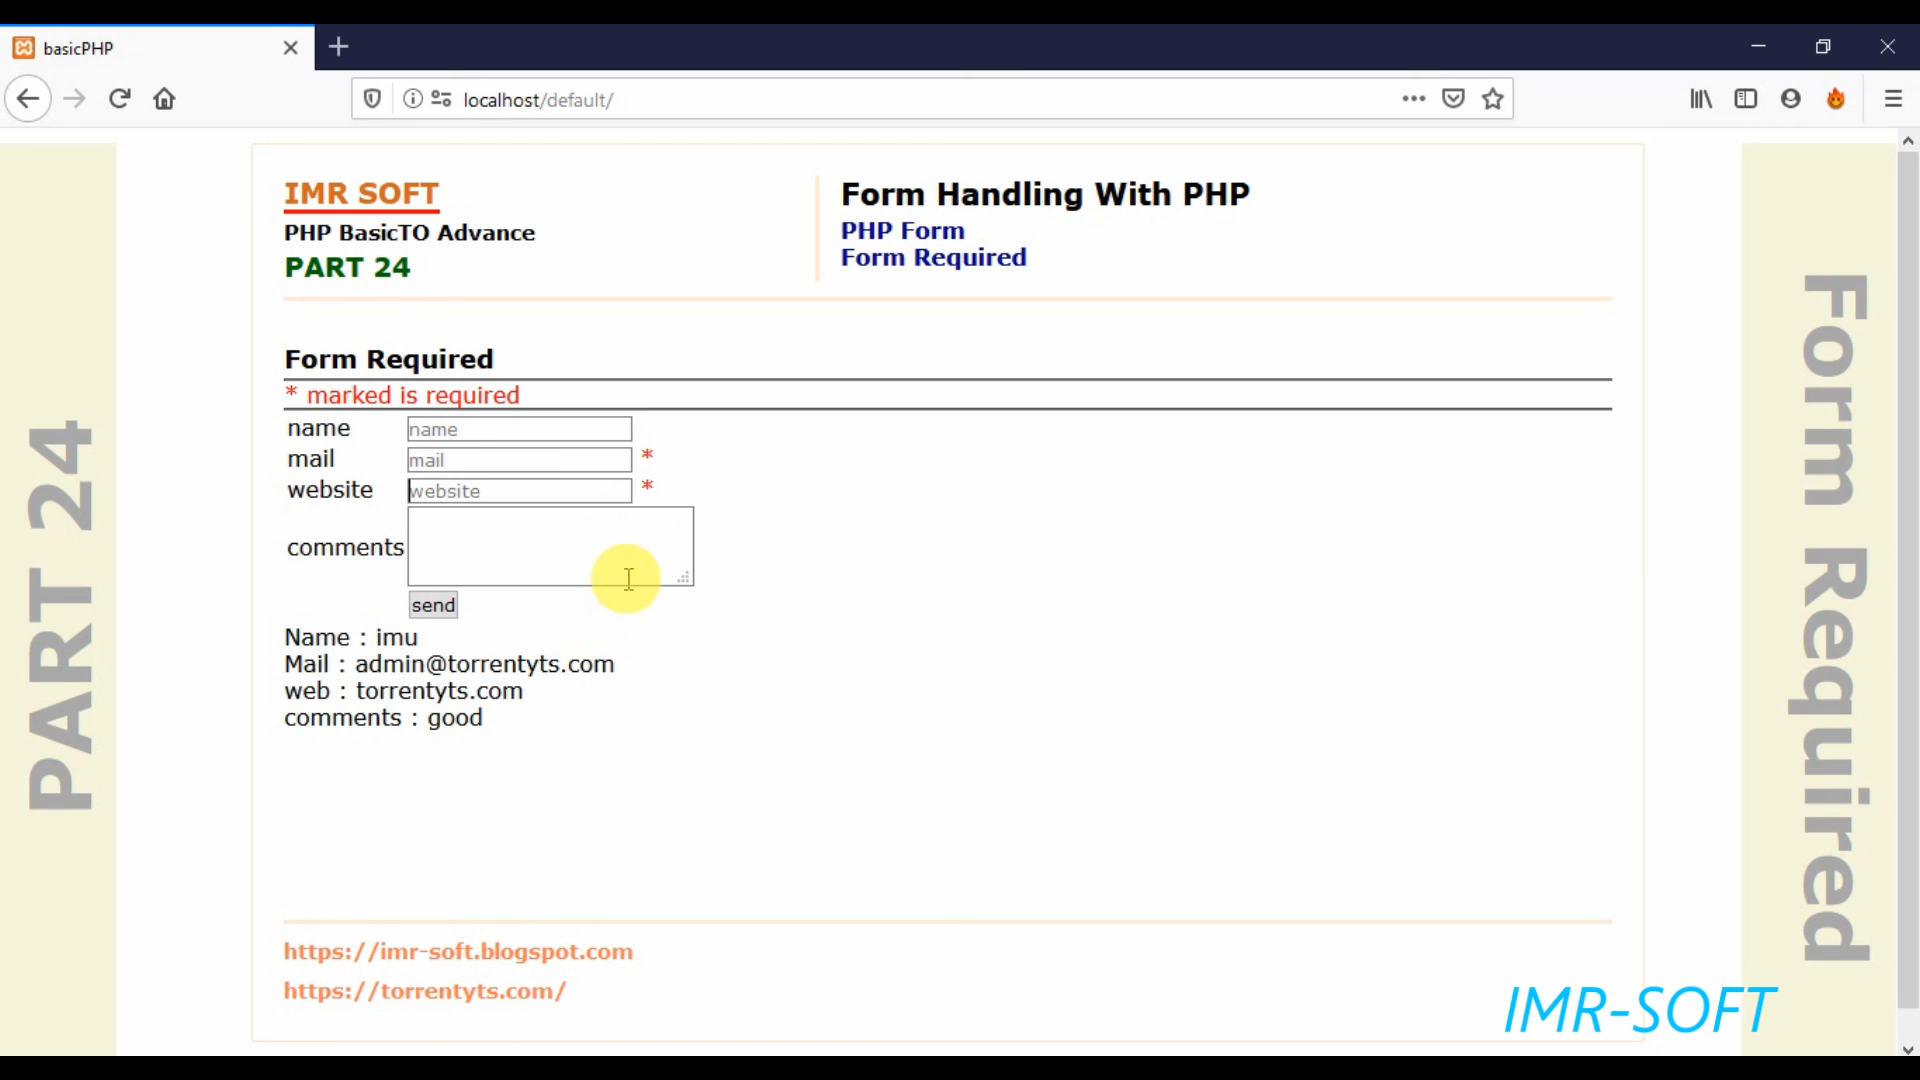 basicPHP
localhost/default/
IMR SOFT
PHP BasicTO Advance
PART 24
Form Handling With PHP
PHP Form
Form Required
Form Required
* marked is required
name
name
mail
mail
*
website
website
*
comments
send
Name : imu
Mail : admin@torrentyts.com
web : torrentyts.com
comments : good
https://imr-soft.blogspot.com
https://torrentyts.com/
PART 24
Form Required
IMR-SOFT